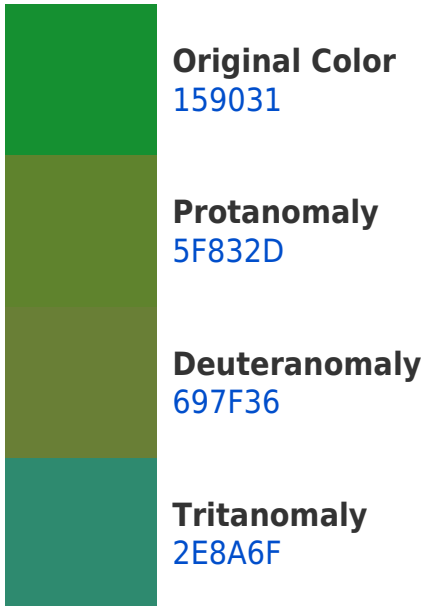 Original Color
159031
Protanomaly
5F832D
Deuteranomaly
697F36
Tritanomaly
2E8A6F